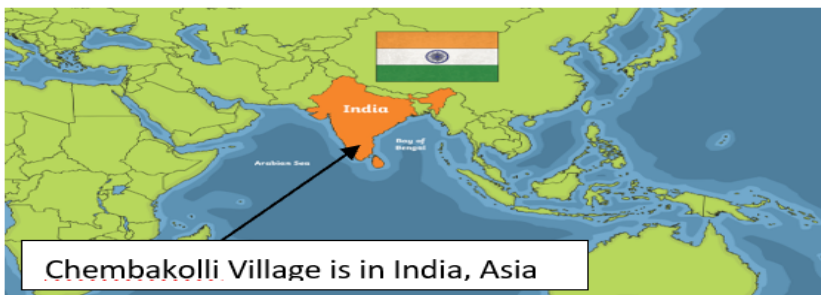 India
Arabian Sea
Bay of
Bengal
Chembakolli Village is in India, Asia